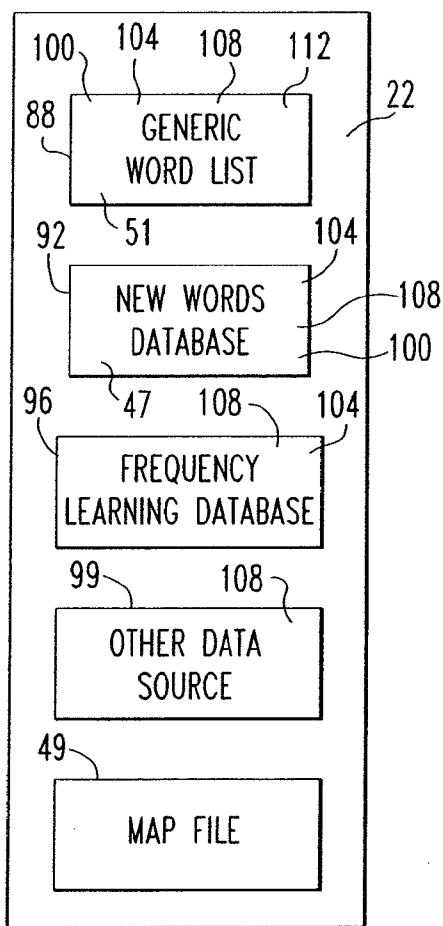 100 104 108 112
22
88
GENERIC
WORD LIST
51
92 104
NEW WORDS
108
DATABASE
100
47
96 108 104
FREQUENCY
LEARNING DATABASE
99 108
OTHER DATA
SOURCE
49
MAP FILE